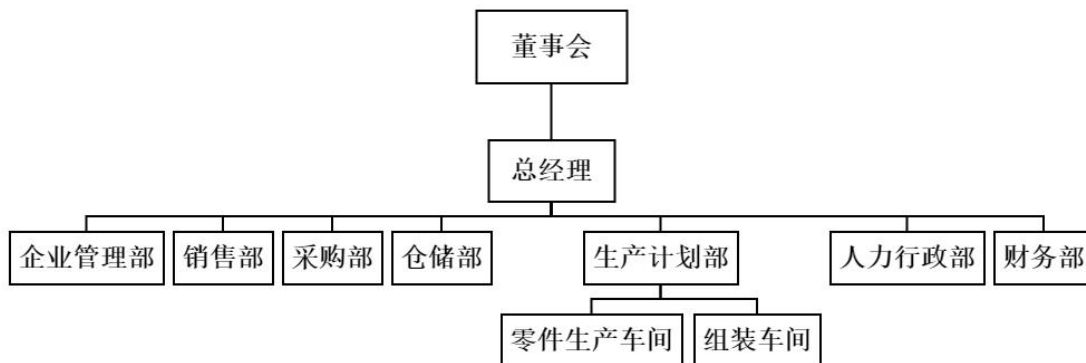 董事会
总经理
企业管理部
销售部
采购部
仓储部
生产计划部
人力行政部
财务部
零件生产车间
组装车间